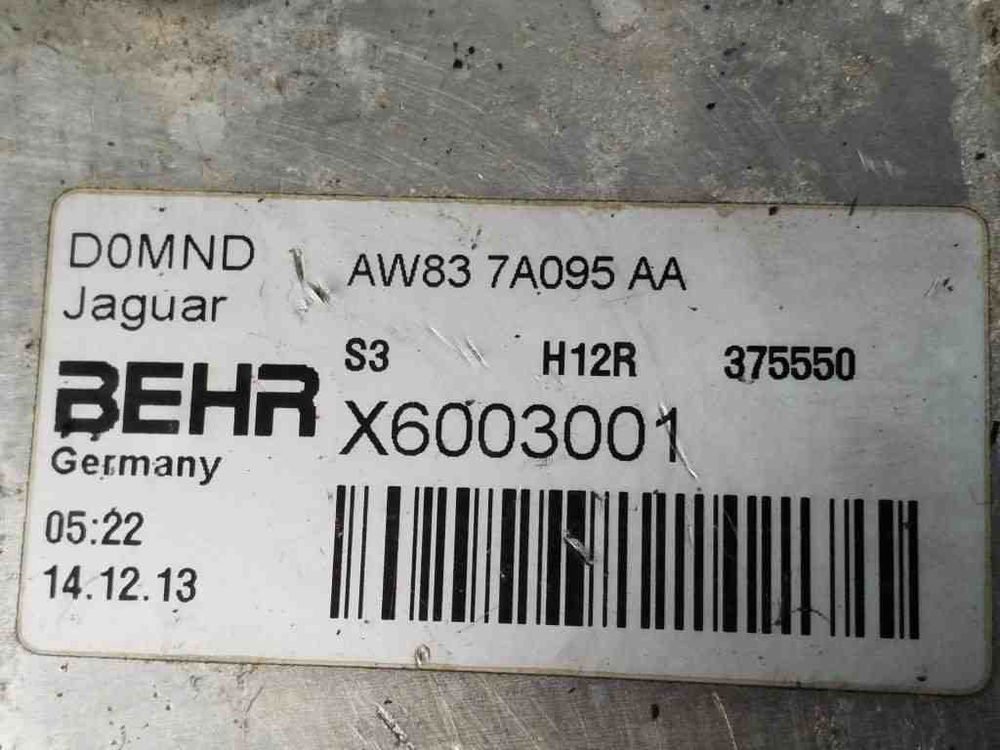 D0MND
Jaguar
AW83 7A095 AA
S3 H12R 375550
BEHR
X6003001
Germany
05:22
14.12.13